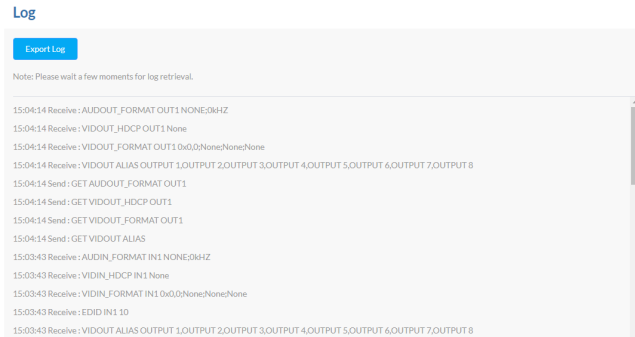 Log
Export Log
Note: Please wait a few moments for log retrieval.
15:04:14 Receive : AUDOUT_FORMAT OUT1 NONE;0kHZ
15:04:14 Receive : VIDOUT_HDCP OUT1 None
15:04:14 Receive : VIDOUT_FORMAT OUT1 0x0,0;None;None;None
15:04:14 Receive : VIDOUT ALIAS OUTPUT 1,OUTPUT 2,OUTPUT 3,OUTPUT 4,OUTPUT 5,OUTPUT 6,OUTPUT 7,OUTPUT 8
15:04:14 Send : GET AUDOUT_FORMAT OUT1
15:04:14 Send : GET VIDOUT_HDCP OUT1
15:04:14 Send : GET VIDOUT_FORMAT OUT1
15:04:14 Send : GET VIDOUT ALIAS
15:03:43 Receive : AUDIN_FORMAT IN1 NONE;0kHZ
15:03:43 Receive : VIDIN_HDCP IN1 None
15:03:43 Receive : VIDIN_FORMAT IN1 0x0,0;None;None;None
15:03:43 Receive : EDID IN1 10
15:03:43 Receive : VIDOUT ALIAS OUTPUT 1,OUTPUT 2,OUTPUT 3,OUTPUT 4,OUTPUT 5,OUTPUT 6,OUTPUT 7,OUTPUT 8